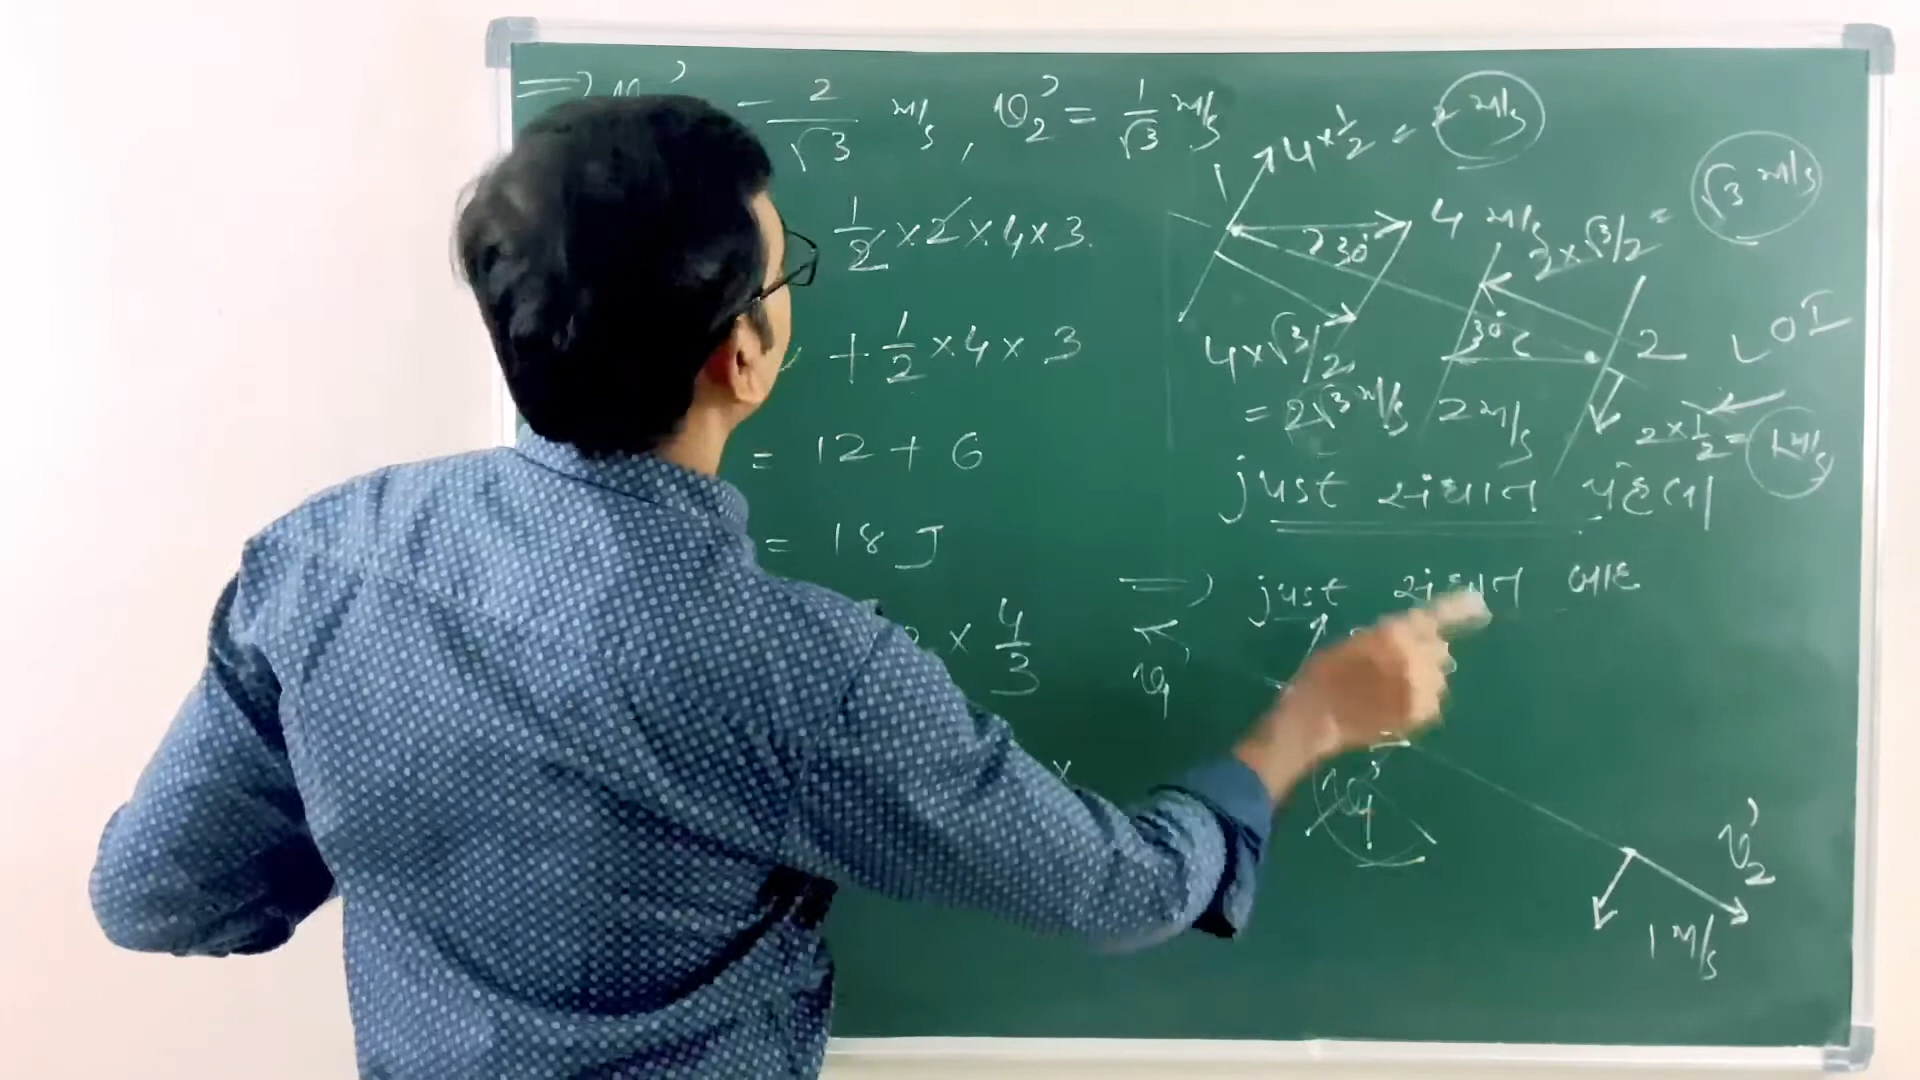 ⇒ v' - 2/√3 m/s, v₂' = 1/√3 m/s
1/2 × 2 × 4 × 3
+ 1/2 × 4 × 3
= 12 + 6
= 18 J
× 4/3
1
4 × 1/2 = 2 m/s
4 m/s
30°
4 × √3/2
= 2√3 m/s
2 × √3/2 = √3 m/s
30°
2
LOI
2 m/s
2 × 1/2 = 1 m/s
just સંઘાત પહેલા
⇒ just સંઘાત બાદ
v₁'
v₂'
1 m/s